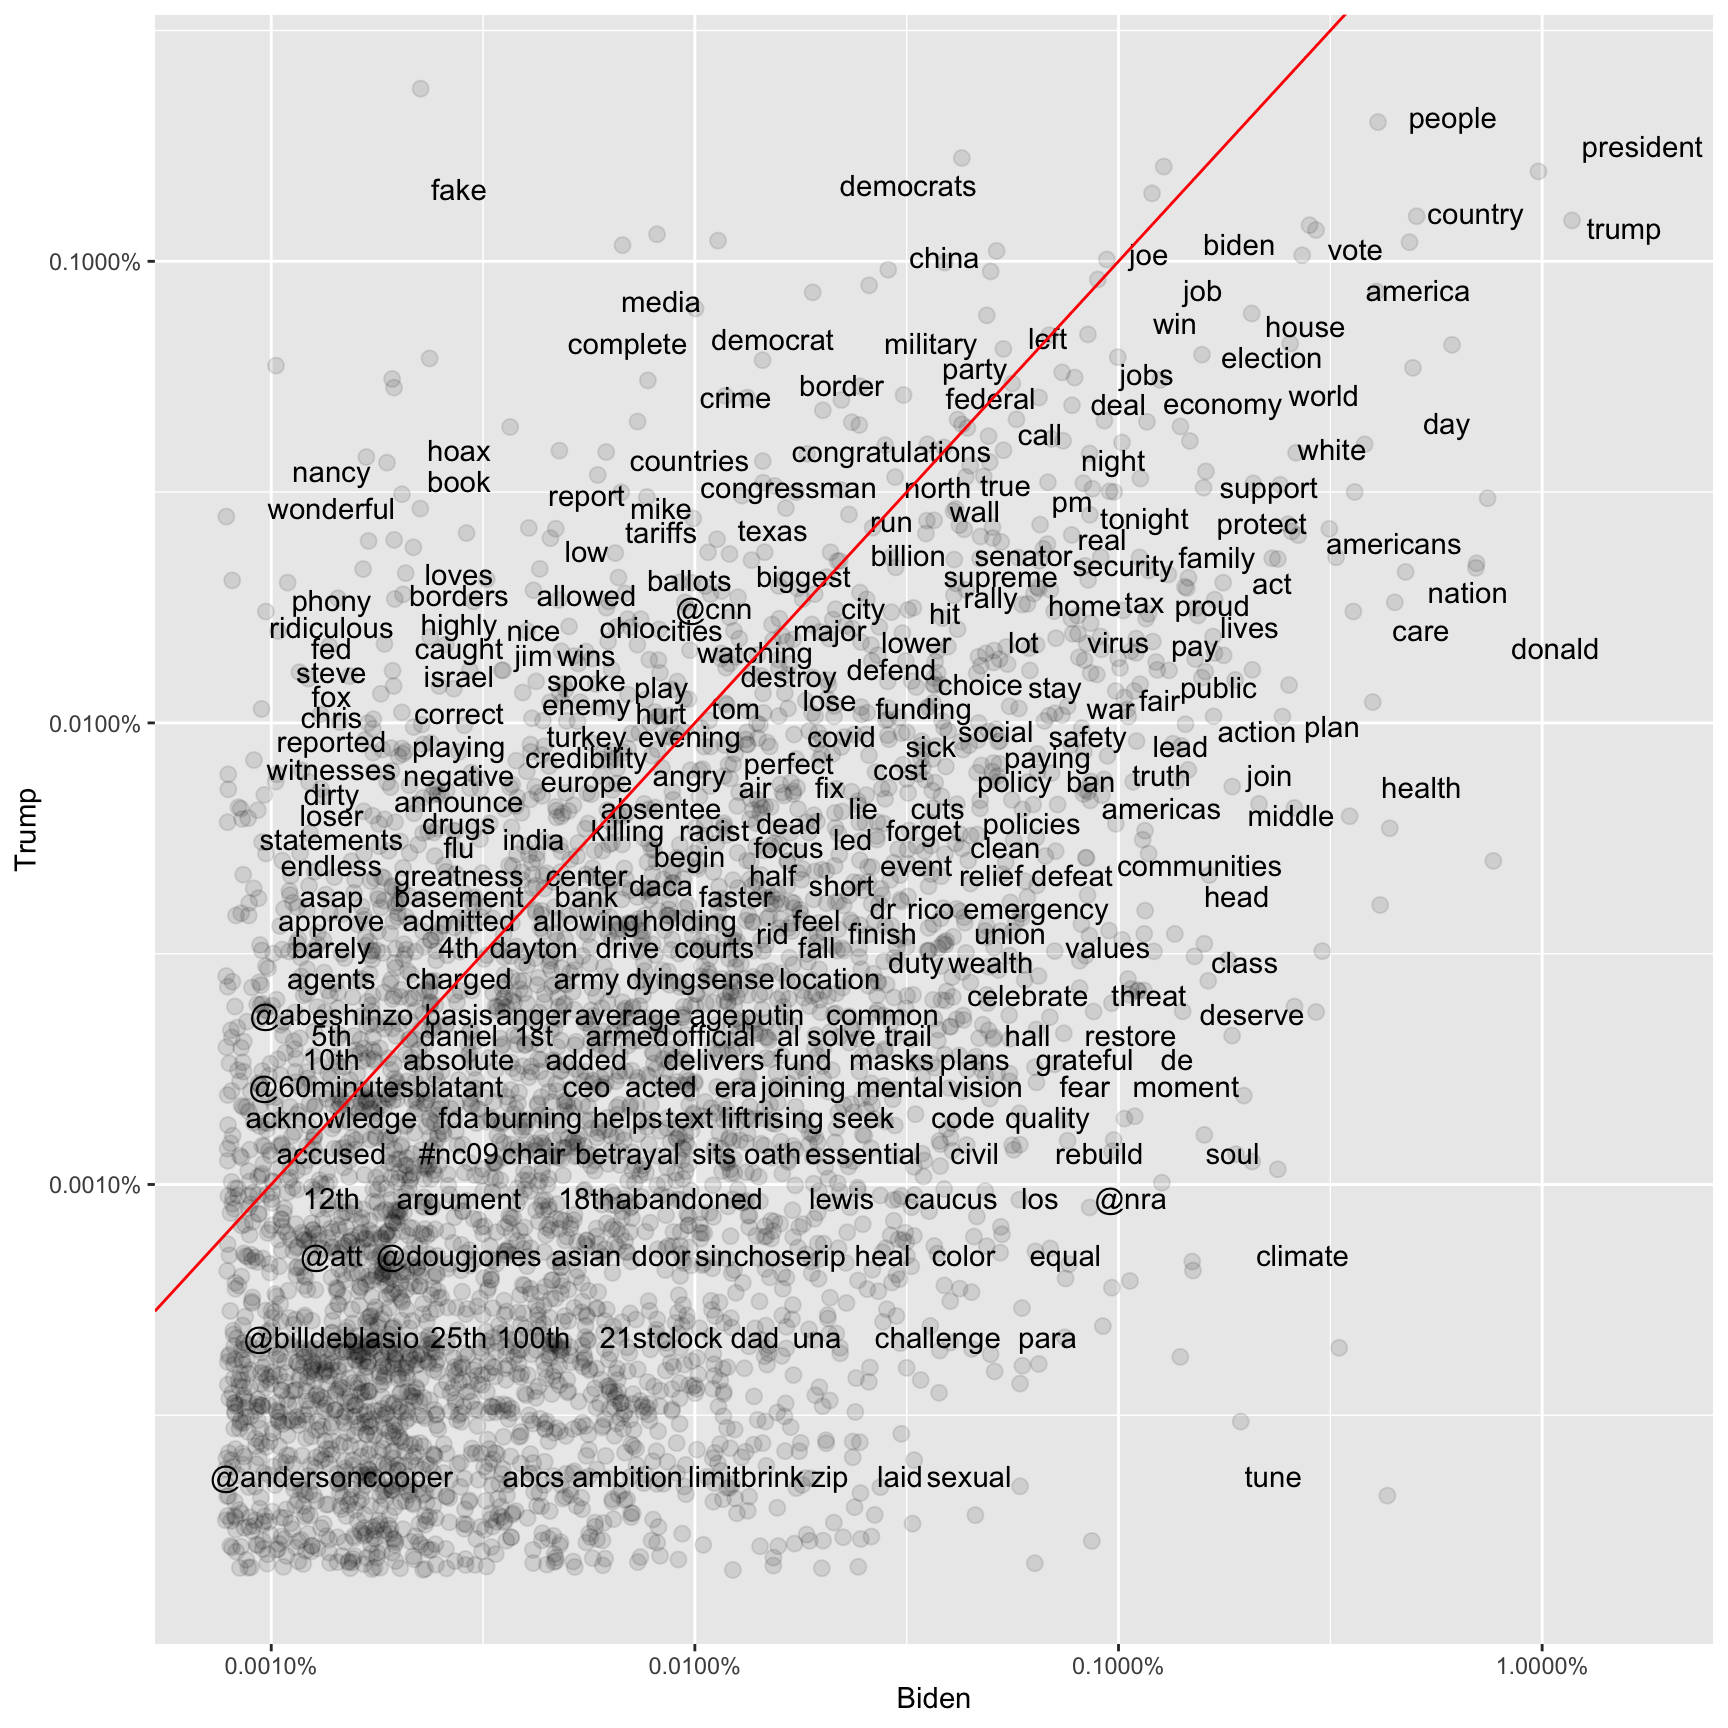 people
president
fake democrats
country
trump
biden vote
china joe
job america
media win house
complete democrat military left election
party jobs
crime border federal deal economy world
day
call
hoax congratulations white
nancy countries night
book congressman north true support
wonderful report mike wall pm
tariffs texas run tonight protect
real americans
low billion senator security family
loves ballots biggest supreme act
phony borders allowed @cnn city rally home tax proud nation
hit
ridiculous highly nice ohio cities major lives care
fed caught jim wins watching lower lot virus pay donald
steve israel spoke play destroy defend choice stay public
fox enemy hurt tom lose funding war fair
chris correct
reported playing turkey evening covid sick social safety lead action plan
witnesses negative credibility angry perfect cost paying truth join
dirty announce europe air fix policy ban health
loser drugs absentee lie cuts americas middle
statements flu india killing racist dead led forget policies
endless begin focus event clean communities
greatness center daca half short relief defeat
asap basement bank faster head
approve admitted allowing holding feel dr rico emergency
barely 4th dayton drive courts rid fall finish union values
duty wealth class
agents charged army dying sense location
celebrate threat
@abeshinzo basis anger average age putin common deserve
5th daniel 1st armed official al solve trail hall restore
10th absolute added delivers fund masks plans grateful de
@60minutes blatant ceo acted era joining mental vision fear moment
acknowledge fda burning helps text lift rising seek code quality
accused #nc09 chair betrayal sits oath essential civil rebuild soul
12th argument 18th abandoned lewis caucus los @nra
@att @dougjones asian door sin chose rip heal color equal climate
@billdeblasio 25th 100th 21st clock dad una challenge para
@andersoncooper abcs ambition limit brink zip laid sexual tune
0.1000%
0.0100%
0.0010%
Trump
0.0010% 0.0100% 0.1000% 1.0000%
Biden